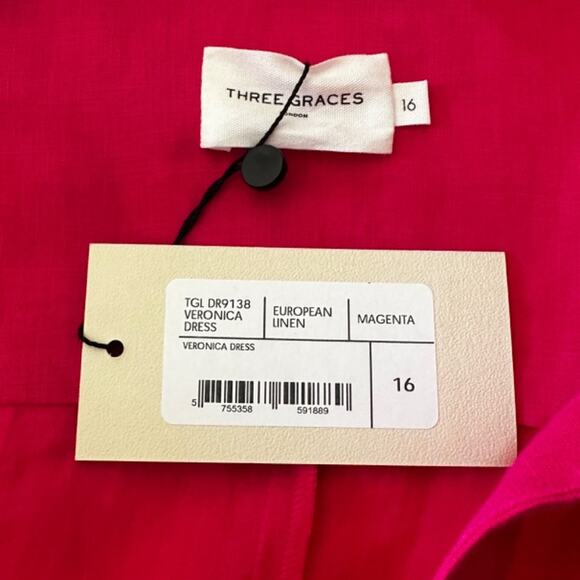 THREE GRACES
LONDON
16
TGL DR9138
VERONICA
DRESS
EUROPEAN
LINEN
MAGENTA
VERONICA DRESS
16
5 755358 591889